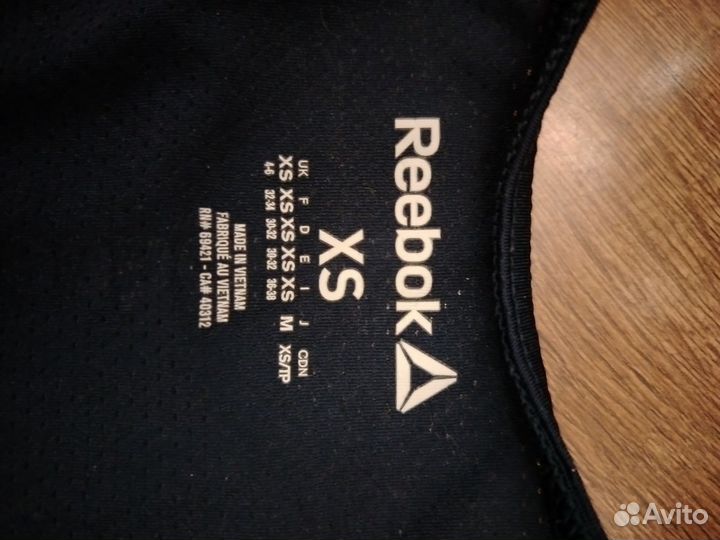 Reebok
XS
UK F D E I J CDN
XS XS XS XS XS M XS/TP
4-6 32-34 30-32 30-32 36-38
MADE IN VIETNAM
FABRIQUÉ AU VIETNAM
RN# 69421 - CA# 40312
Avito